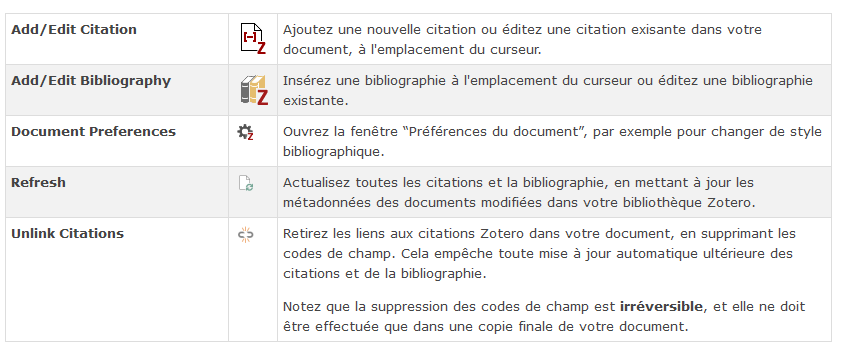 Add/Edit Citation
Ajoutez une nouvelle citation ou éditez une citation exisante dans votre
document, à l'emplacement du curseur.
Add/Edit Bibliography
Insérez une bibliographie à l'emplacement du curseur ou éditez une bibliographie
existante.
Document Preferences
Ouvrez la fenêtre “Préférences du document”, par exemple pour changer de style
bibliographique.
Refresh
Actualisez toutes les citations et la bibliographie, en mettant à jour les
métadonnées des documents modifiées dans votre bibliothèque Zotero.
Unlink Citations
Retirez les liens aux citations Zotero dans votre document, en supprimant les
codes de champ. Cela empêche toute mise à jour automatique ultérieure des
citations et de la bibliographie.
Notez que la suppression des codes de champ est irréversible, et elle ne doit
être effectuée que dans une copie finale de votre document.